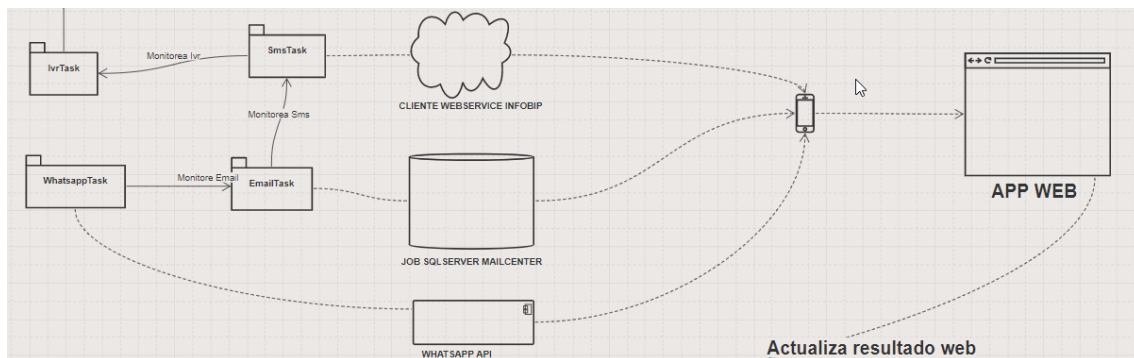 Monitorea Ivr
SmsTask
IvrTask
CLIENTE WEBSERVICE INFOBIP
Monitorea Sms
WhatsappTask
Monitore Email
EmailTask
APP WEB
JOB SQLSERVER MAILCENTER
WHATSAPP API
Actualiza resultado web